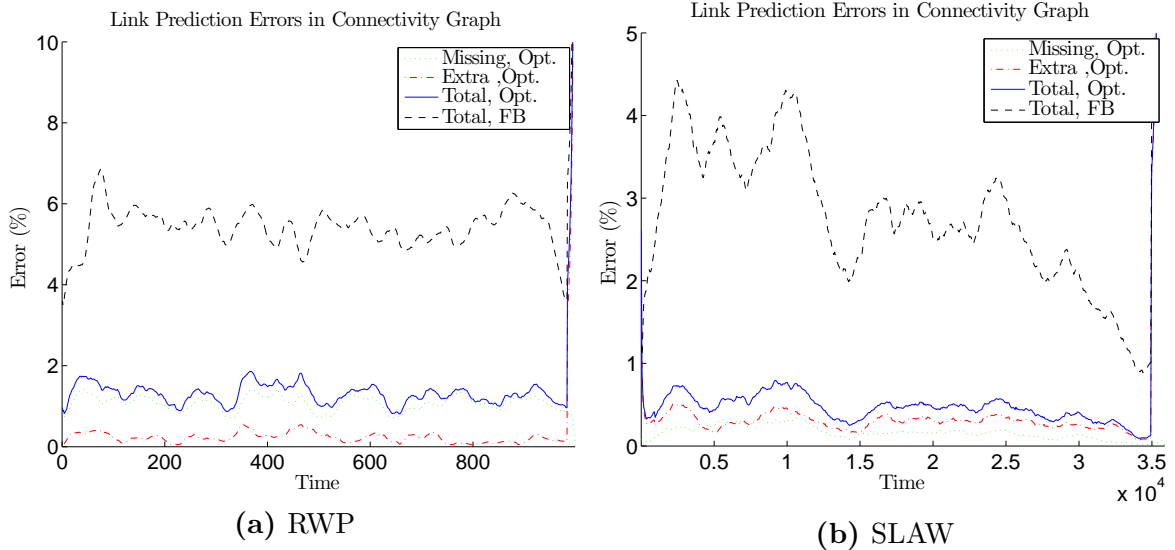 Link Prediction Errors in Connectivity Graph
10
8
6
4
2
0
Error (%)
Missing, Opt.
Extra ,Opt.
Total, Opt.
Total, FB
0 200 400 600 800
Time
(a) RWP
Link Prediction Errors in Connectivity Graph
5
4
3
2
1
0
Error (%)
Missing, Opt.
Extra ,Opt.
Total, Opt.
Total, FB
0.5 1 1.5 2 2.5 3 3.5
Time
x 10⁴
(b) SLAW